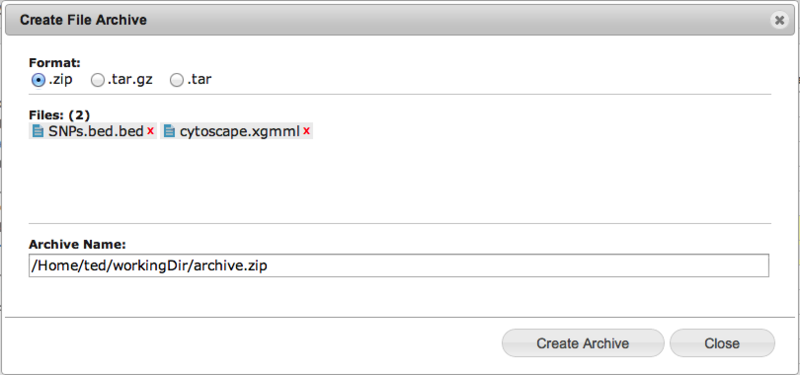 Create File Archive
Format:
.zip .tar.gz .tar
Files: (2)
SNPs.bed.bed x cytoscape.xgmml x
Archive Name:
/Home/ted/workingDir/archive.zip
Create Archive Close